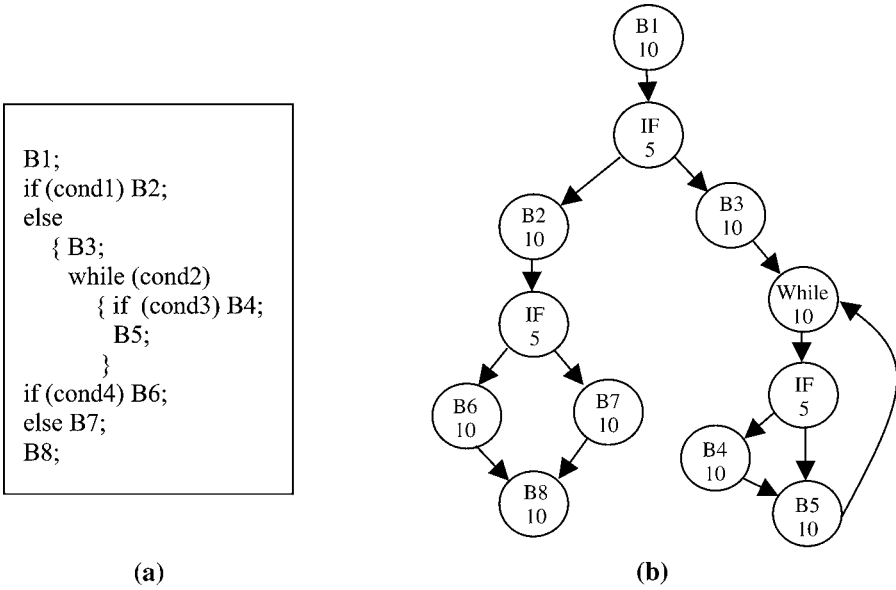 B1;
if (cond1) B2;
else
{ B3;
while (cond2)
{ if (cond3) B4;
B5;
}
if (cond4) B6;
else B7;
B8;
(a)
B1
10
IF
5
B2
10
B3
10
IF
5
While
10
B6
10
B7
10
IF
5
B4
10
B8
10
B5
10
(b)